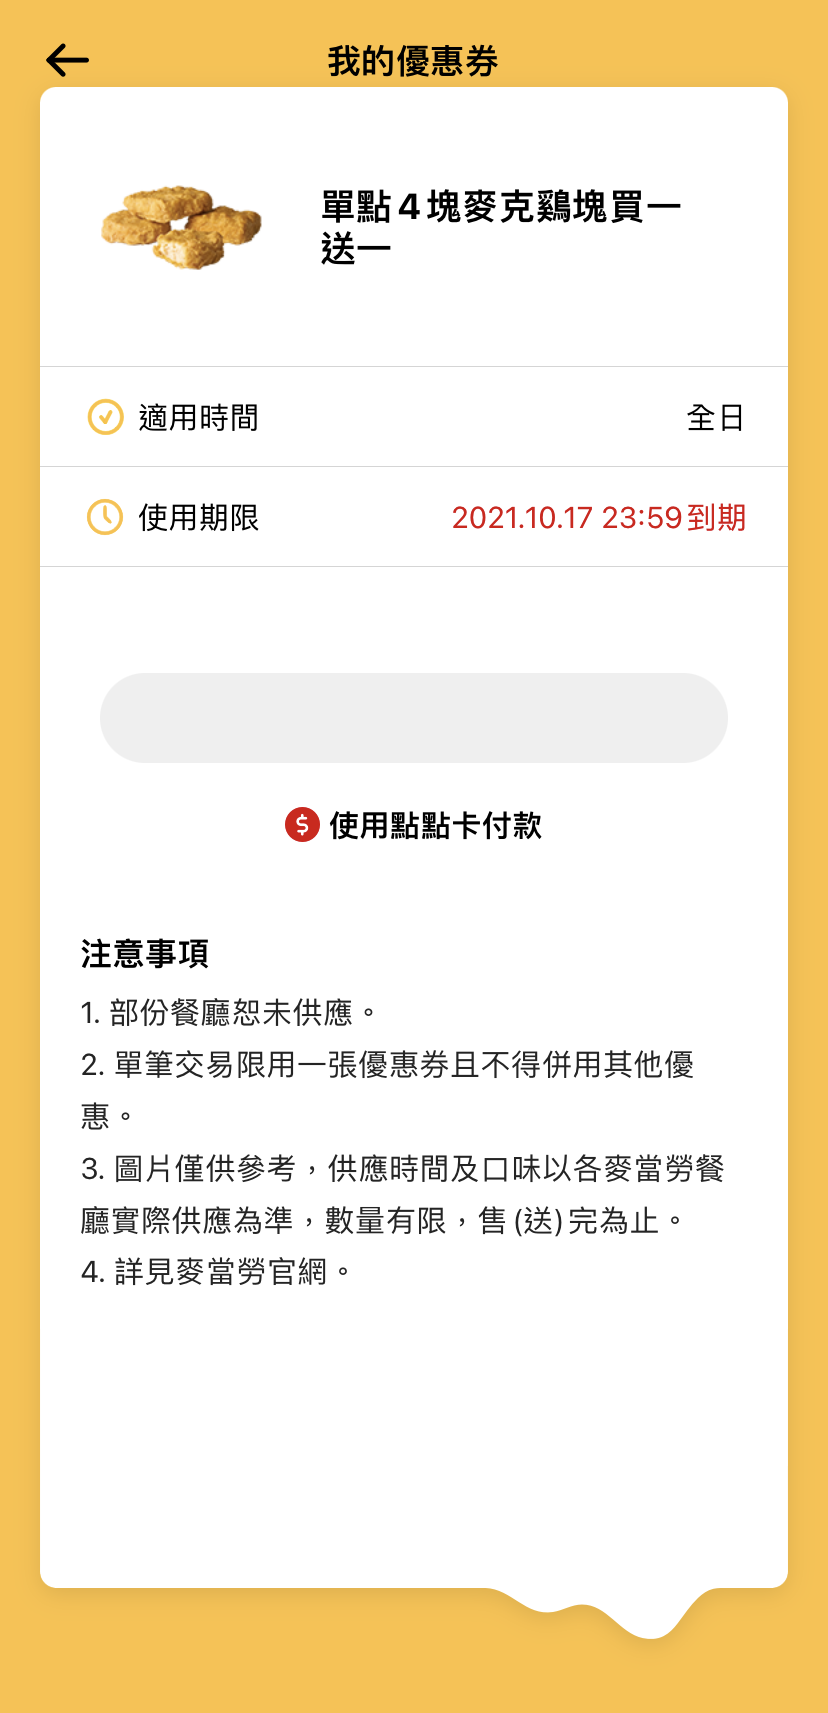 我的優惠券
單點4塊麥克鷄塊買一
送一
適用時間
全日
使用期限
2021.10.17 23:59到期
使用點點卡付款
注意事項
1. 部份餐廳恕未供應。
2. 單筆交易限用一張優惠券且不得併用其他優
惠。
3. 圖片僅供參考，供應時間及口味以各麥當勞餐
廳實際供應為準，數量有限，售(送)完為止。
4. 詳見麥當勞官網。